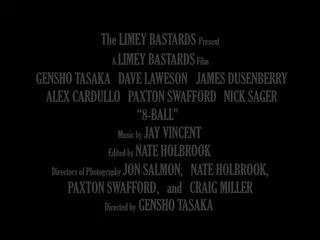 The LIMEY BASTARDS Present
A LIMEY BASTARDS Film
GENSHO TASAKA DAVE LAWESON JAMES DUSENBERRY
ALEX CARDULLO PAXTON SWAFFORD NICK SAGER
“8-BALL”
Music by JAY VINCENT
Edited by NATE HOLBROOK
Directors of Photography JON SALMON, NATE HOLBROOK,
PAXTON SWAFFORD, and CRAIG MILLER
Directed by GENSHO TASAKA